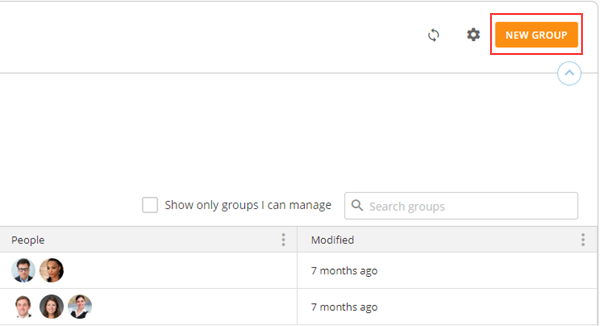 NEW GROUP
Show only groups I can manage
Search groups
People Modified
7 months ago
7 months ago